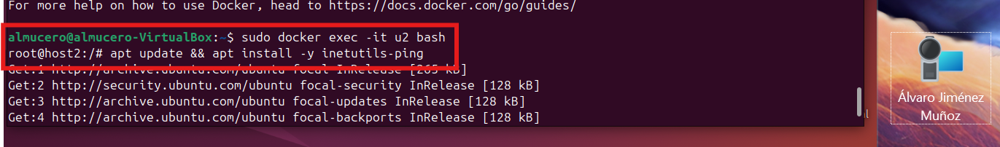 For more help on how to use Docker, head to https://docs.docker.com/go/guides/
almucero@almucero-VirtualBox:~$ sudo docker exec -it u2 bash
root@host2:/# apt update && apt install -y inetutils-ping
Get:1 http://archive.ubuntu.com/ubuntu focal InRelease [265 kB]
Get:2 http://security.ubuntu.com/ubuntu focal-security InRelease [128 kB]
Get:3 http://archive.ubuntu.com/ubuntu focal-updates InRelease [128 kB]
Get:4 http://archive.ubuntu.com/ubuntu focal-backports InRelease [128 kB]
Álvaro Jiménez
Muñoz